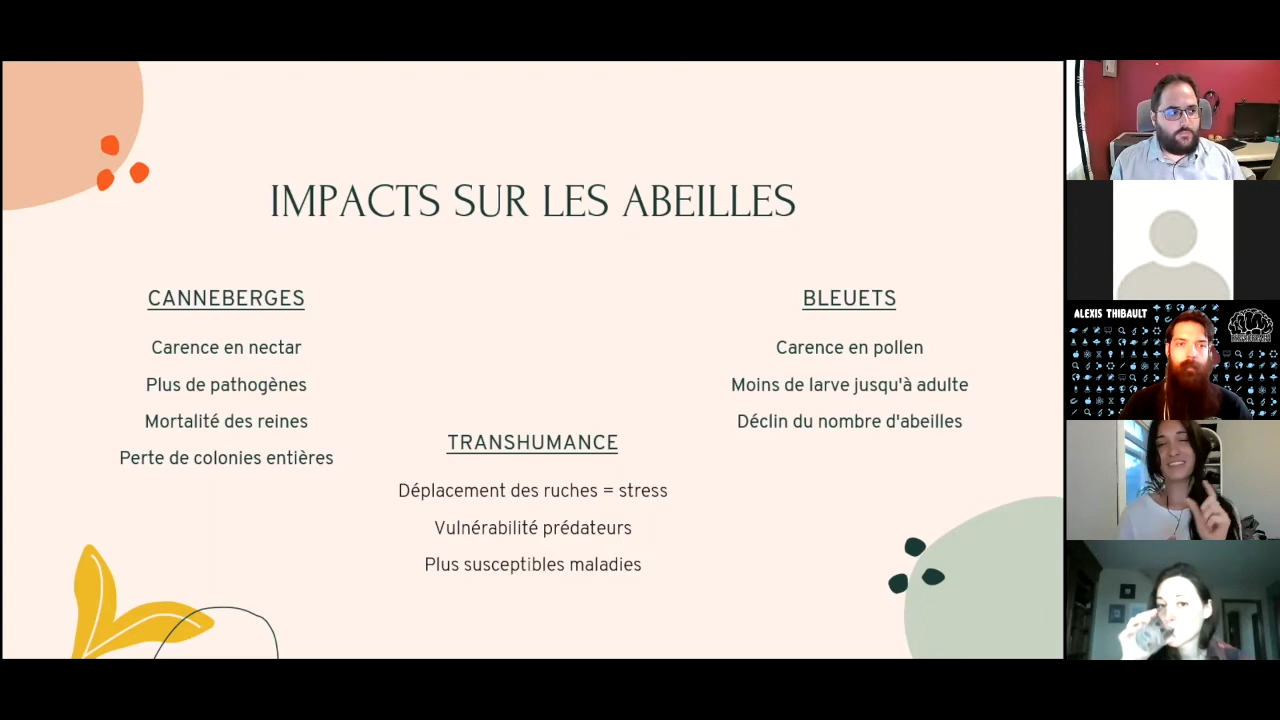 IMPACTS SUR LES ABEILLES
CANNEBERGES
Carence en nectar
Plus de pathogènes
Mortalité des reines
Perte de colonies entières
TRANSHUMANCE
Déplacement des ruches = stress
Vulnérabilité prédateurs
Plus susceptibles maladies
BLEUETS
Carence en pollen
Moins de larve jusqu'à adulte
Déclin du nombre d'abeilles
ALEXIS THIBAULT